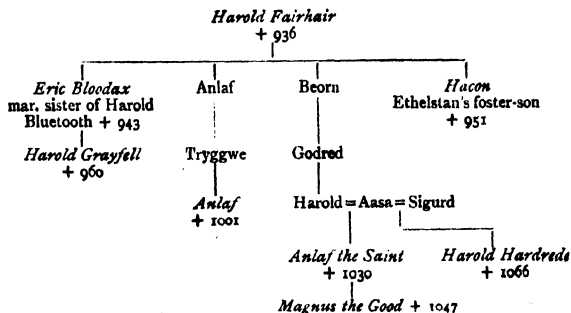 Harold Fairhair
+ 936
Eric Bloodax
mar. sister of Harold
Bluetooth + 943
Anlaf
Beorn
Hacon
Ethelstan's foster-son
+ 951
Harold Grayfell
+ 960
Tryggwe
Godred
Anlaf
+ 1001
Harold = Aasa = Sigurd
Anlaf the Saint
+ 1030
Harold Hardrede
+ 1066
Magnus the Good + 1047